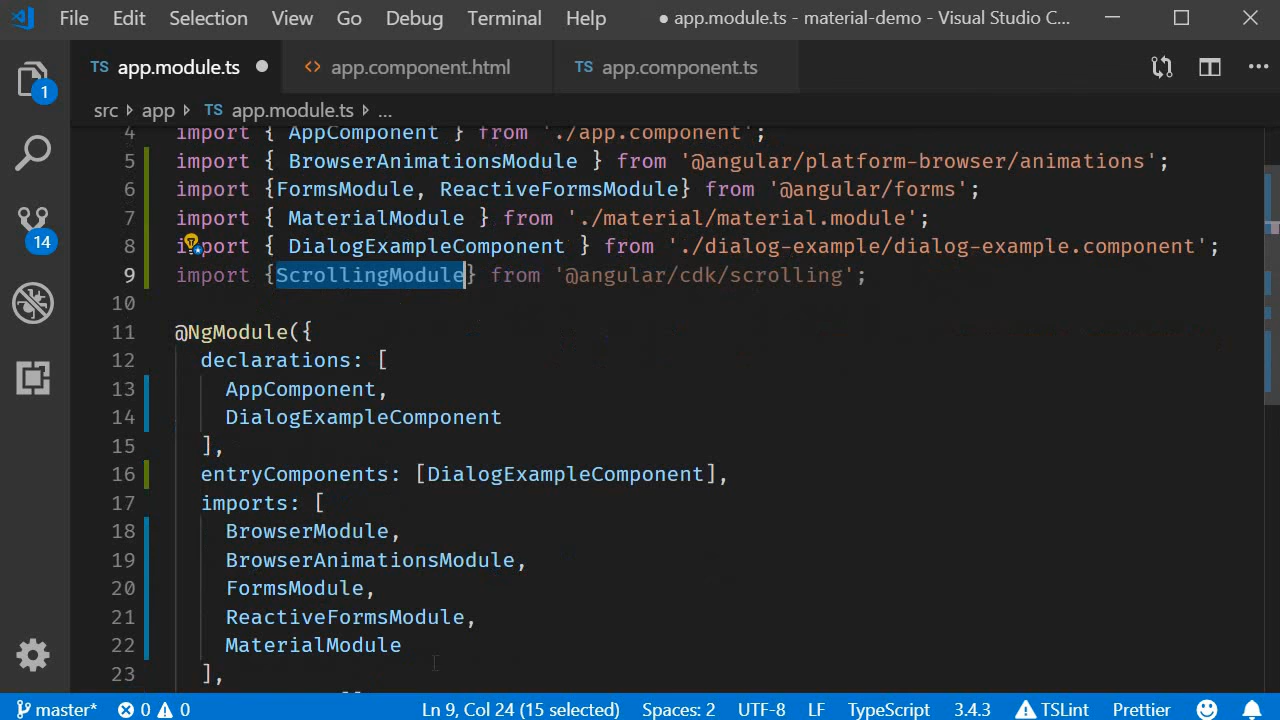 File Edit Selection View Go Debug Terminal Help ● app.module.ts - material-demo - Visual Studio C...
TS app.module.ts ● <> app.component.html TS app.component.ts
src > app > TS app.module.ts > ...
1
14
4 import { AppComponent } from './app.component';
5 import { BrowserAnimationsModule } from '@angular/platform-browser/animations';
6 import {FormsModule, ReactiveFormsModule} from '@angular/forms';
7 import { MaterialModule } from './material/material.module';
8 import { DialogExampleComponent } from './dialog-example/dialog-example.component';
9 import {ScrollingModule} from '@angular/cdk/scrolling';
10
11 @NgModule({
12 declarations: [
13 AppComponent,
14 DialogExampleComponent
15 ],
16 entryComponents: [DialogExampleComponent],
17 imports: [
18 BrowserModule,
19 BrowserAnimationsModule,
20 FormsModule,
21 ReactiveFormsModule,
22 MaterialModule
23 ],
master* 0 0 Ln 9, Col 24 (15 selected) Spaces: 2 UTF-8 LF TypeScript 3.4.3 TSLint Prettier